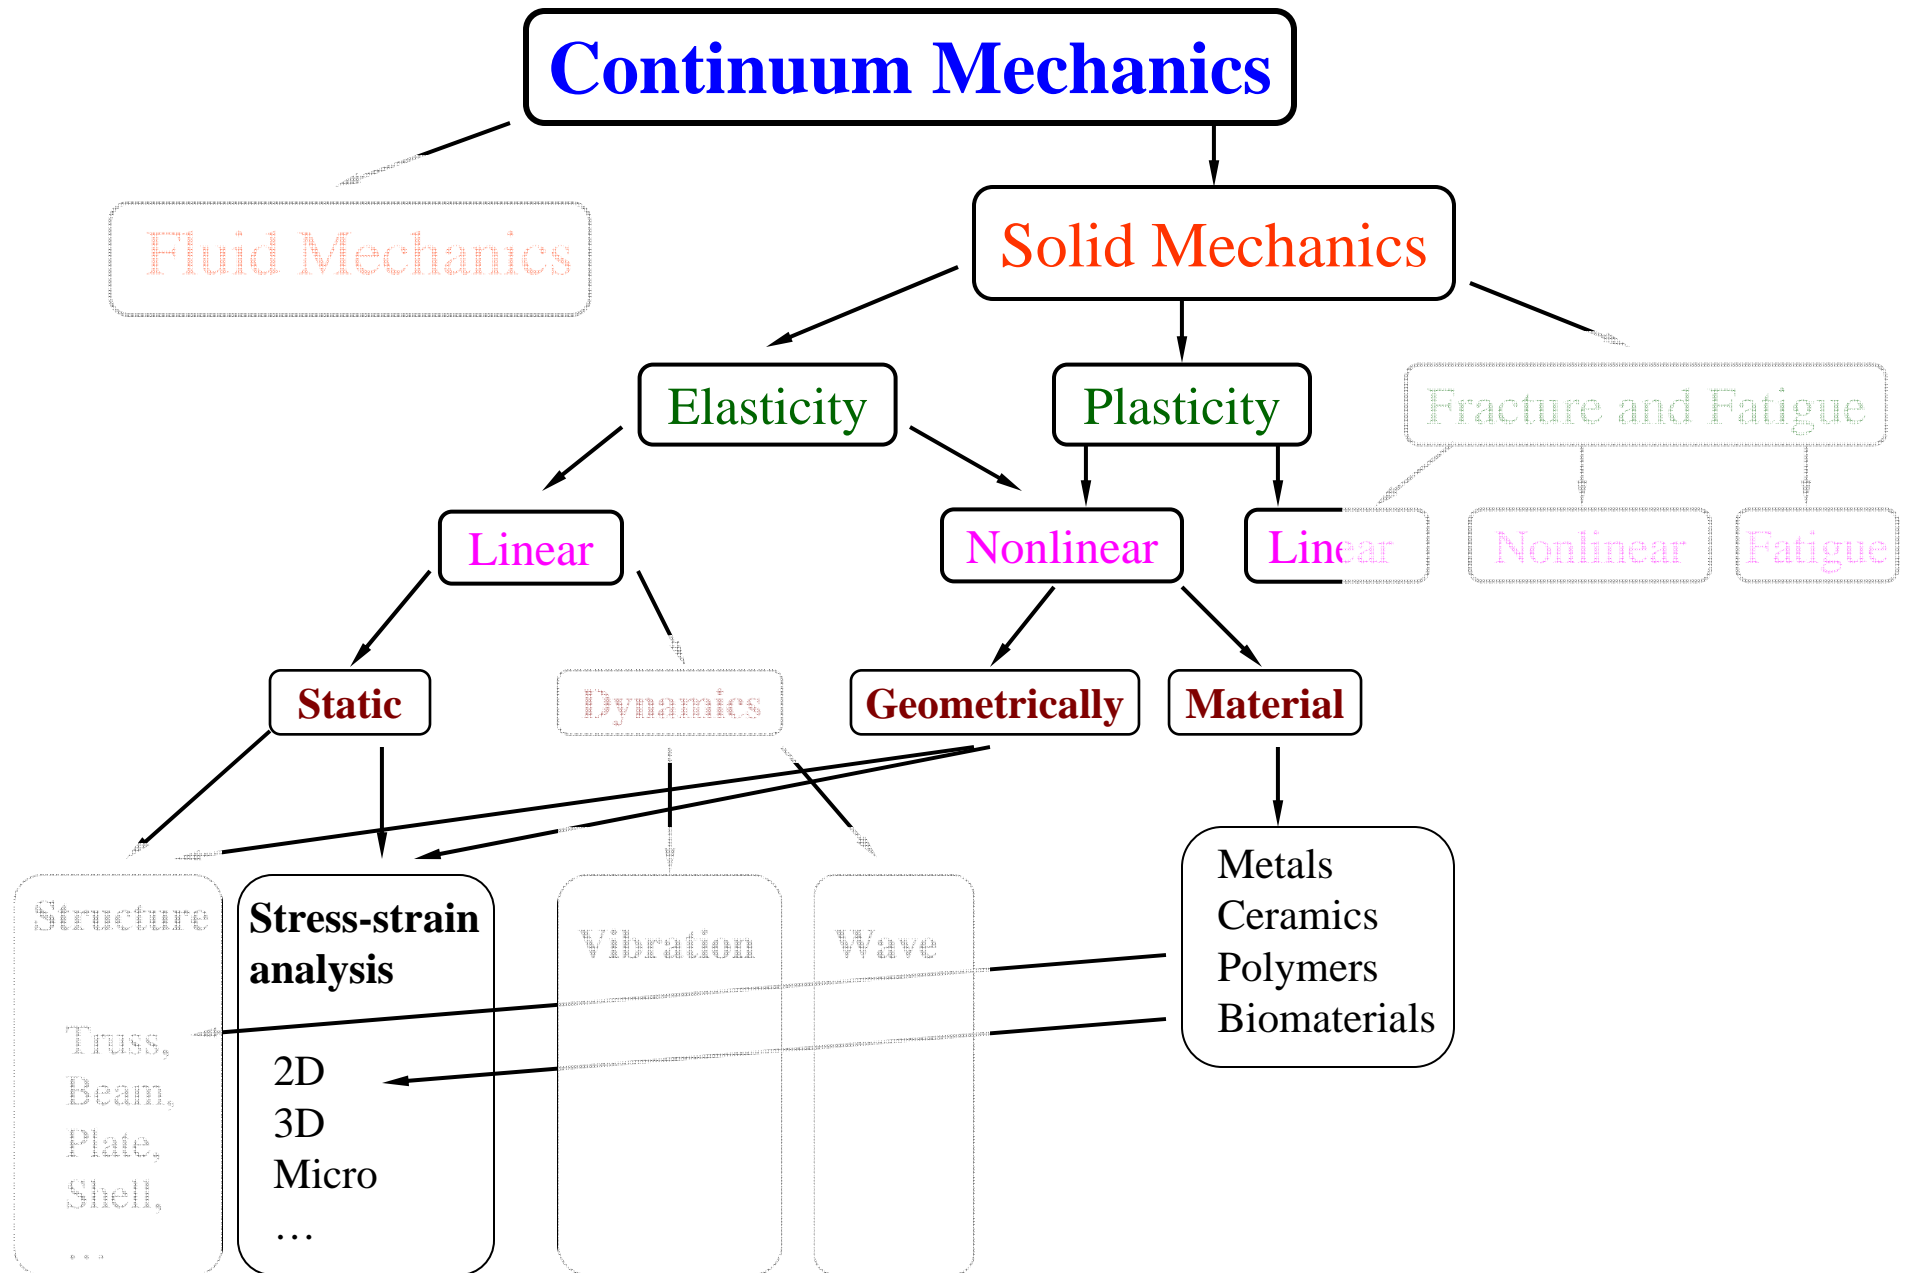 Continuum Mechanics
Fluid Mechanics
Solid Mechanics
Elasticity
Plasticity
Fracture and Fatigue
Linear
Nonlinear
Linear
Nonlinear
Fatigue
Static
Dynamics
Geometrically
Material
Structure
Truss,
Beam,
Plate,
Shell,
...
Stress-strain
analysis
2D
3D
Micro
…
Vibration
Wave
Metals
Ceramics
Polymers
Biomaterials